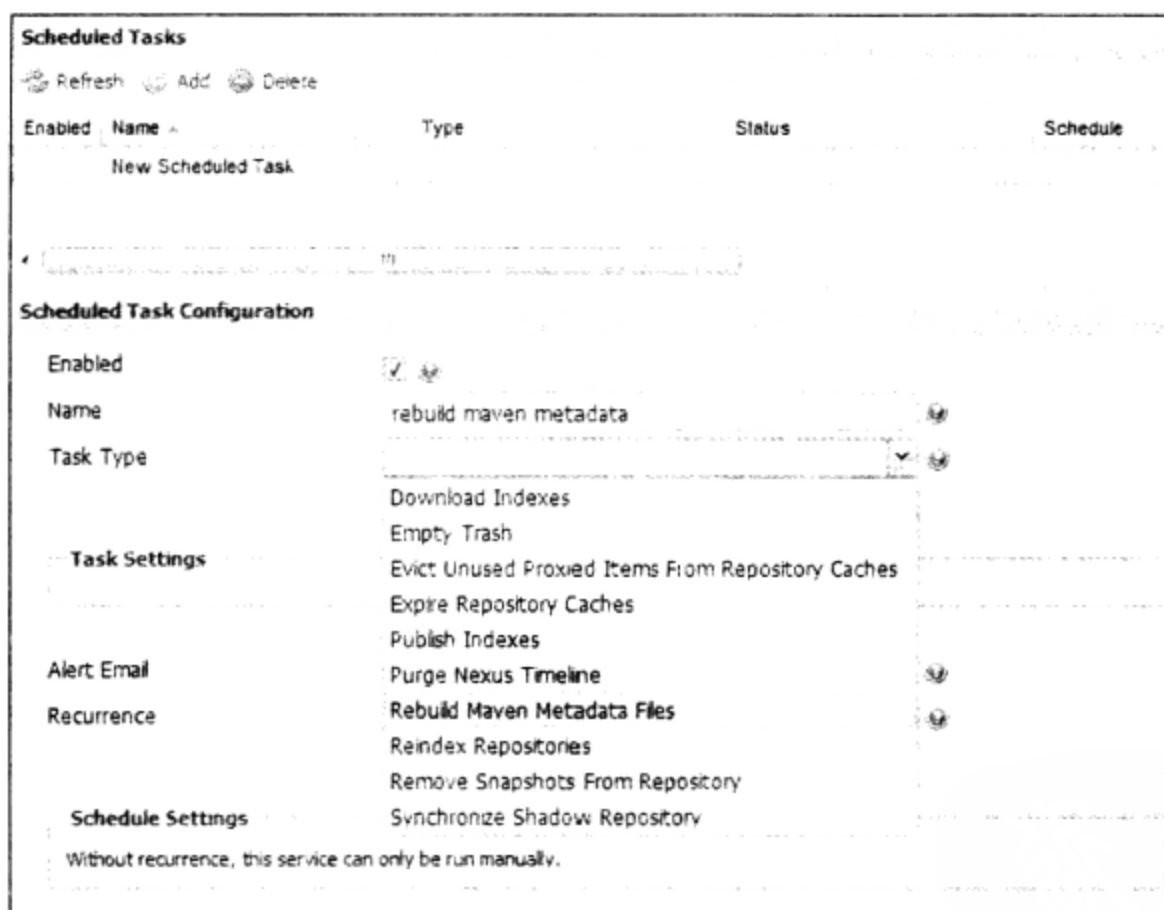 Scheduled Tasks
Refresh Add Delete
Enabled Name Type Status Schedule
New Scheduled Task
Scheduled Task Configuration
Enabled
Name rebuild maven metadata
Task Type
Download Indexes
Empty Trash
Task Settings
Evict Unused Proxied Items From Repository Caches
Expire Repository Caches
Publish Indexes
Alert Email
Purge Nexus Timeline
Recurrence
Rebuild Maven Metadata Files
Reindex Repositories
Remove Snapshots From Repository
Schedule Settings
Synchronize Shadow Repository
Without recurrence, this service can only be run manually.